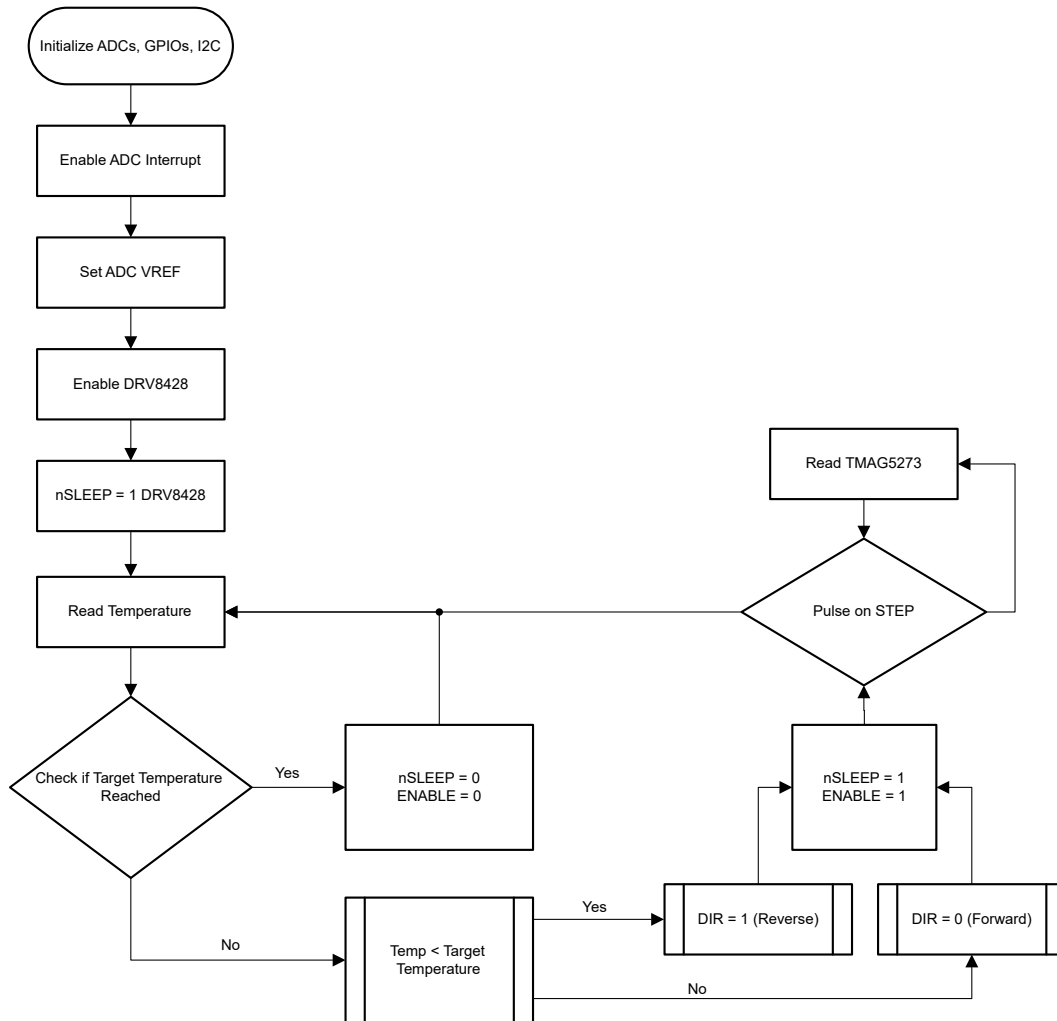 Initialize ADCs, GPIOs, I2C
Enable ADC Interrupt
Set ADC VREF
Enable DRV8428
nSLEEP = 1 DRV8428
Read Temperature
Check if Target Temperature
Reached
Yes
nSLEEP = 0
ENABLE = 0
No
Temp < Target
Temperature
Yes
No
DIR = 1 (Reverse)
DIR = 0 (Forward)
nSLEEP = 1
ENABLE = 1
Pulse on STEP
Read TMAG5273